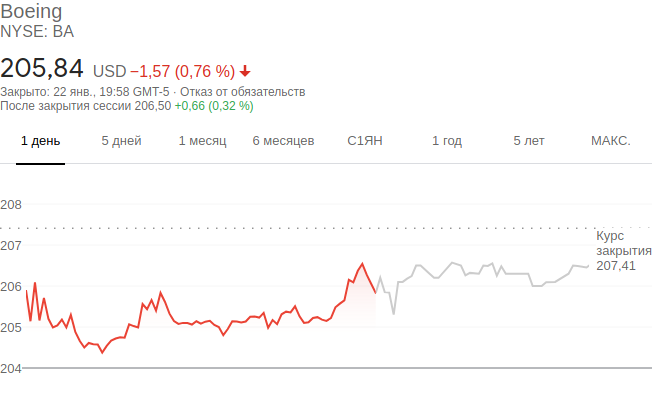 Boeing
NYSE: BA
205,84 USD −1,57 (0,76 %)
Закрыто: 22 янв., 19:58 GMT-5 · Отказ от обязательств
После закрытия сессии 206,50 +0,66 (0,32 %)
1 день 5 дней 1 месяц 6 месяцев С1ЯН 1 год 5 лет МАКС.
208
Курс
закрытия
207,41
207
206
205
204